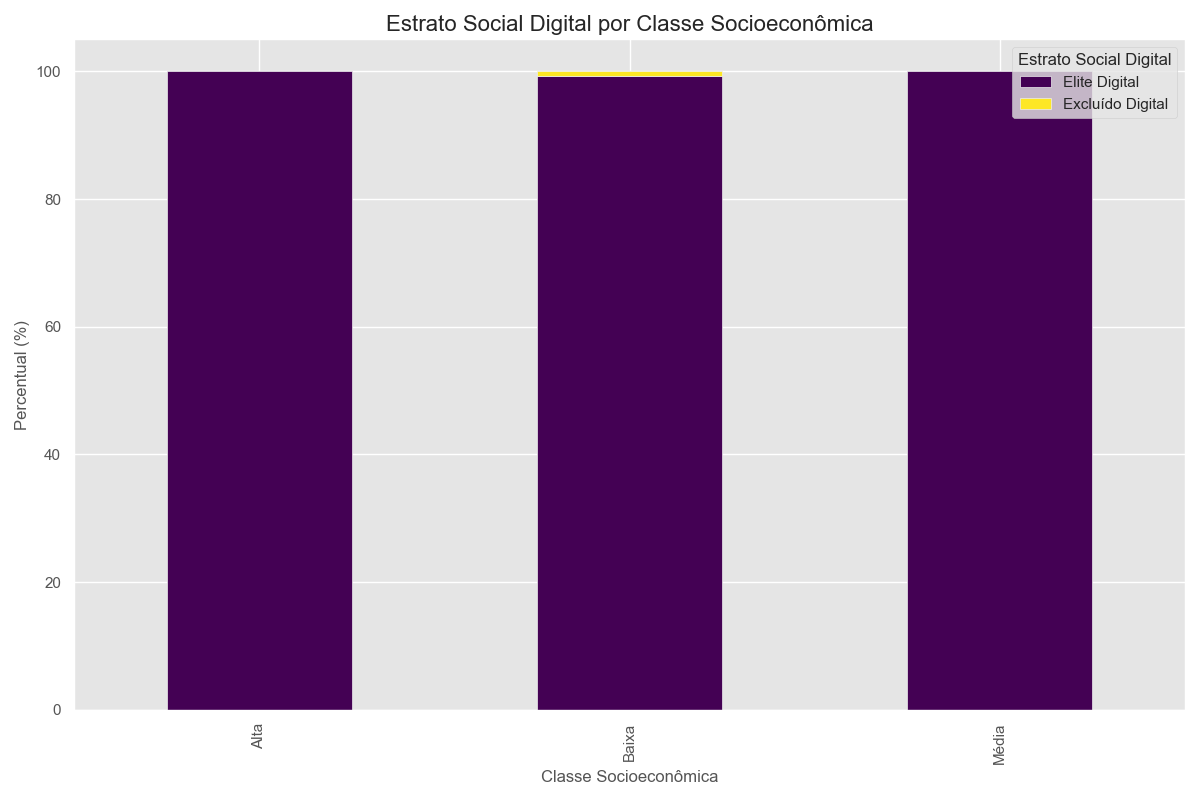 Estrato Social Digital por Classe Socioeconômica
Estrato Social Digital
Elite Digital
Excluído Digital
Percentual (%)
100
80
60
40
20
0
Alta
Baixa
Média
Classe Socioeconômica